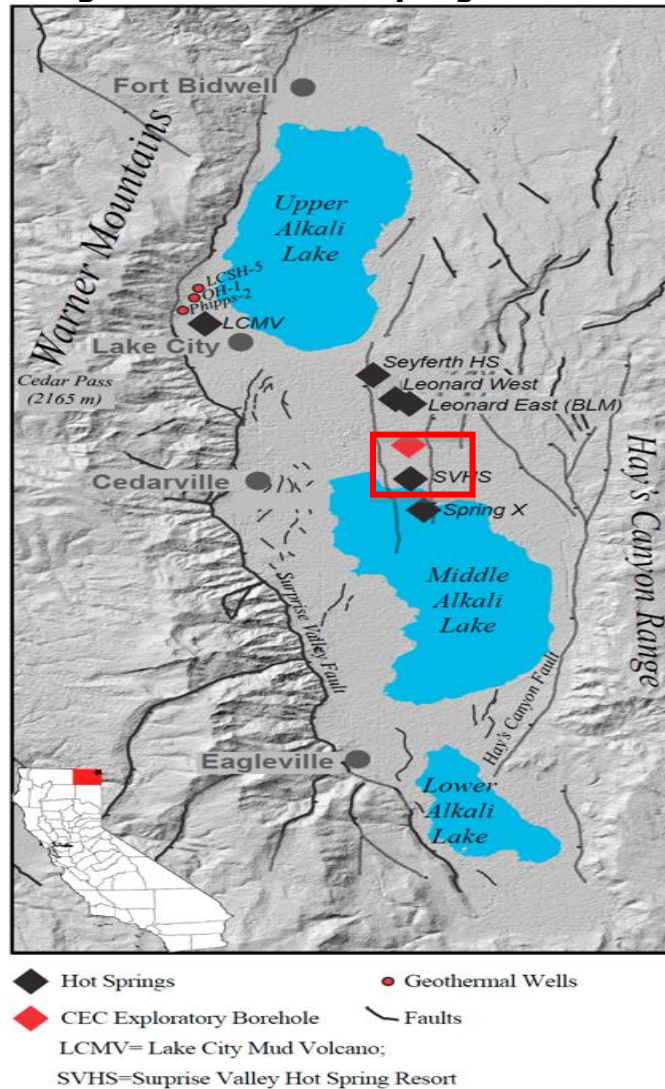 Fort Bidwell
Warner Mountains
Upper
Alkali
Lake
LCSH-5
OH-1
Phipps-2
LCMV
Lake City
Cedar Pass
(2165 m)
Seyferth HS
Leonard West
Leonard East (BLM)
Hay's Canyon Range
Cedarville
SVHS
Spring X
Middle
Alkali
Lake
Surprise Valley Fault
Hay's Canyon Fault
Eagleville
Lower
Alkali
Lake
Hot Springs
Geothermal Wells
CEC Exploratory Borehole
Faults
LCMV= Lake City Mud Volcano;
SVHS=Surprise Valley Hot Spring Resort